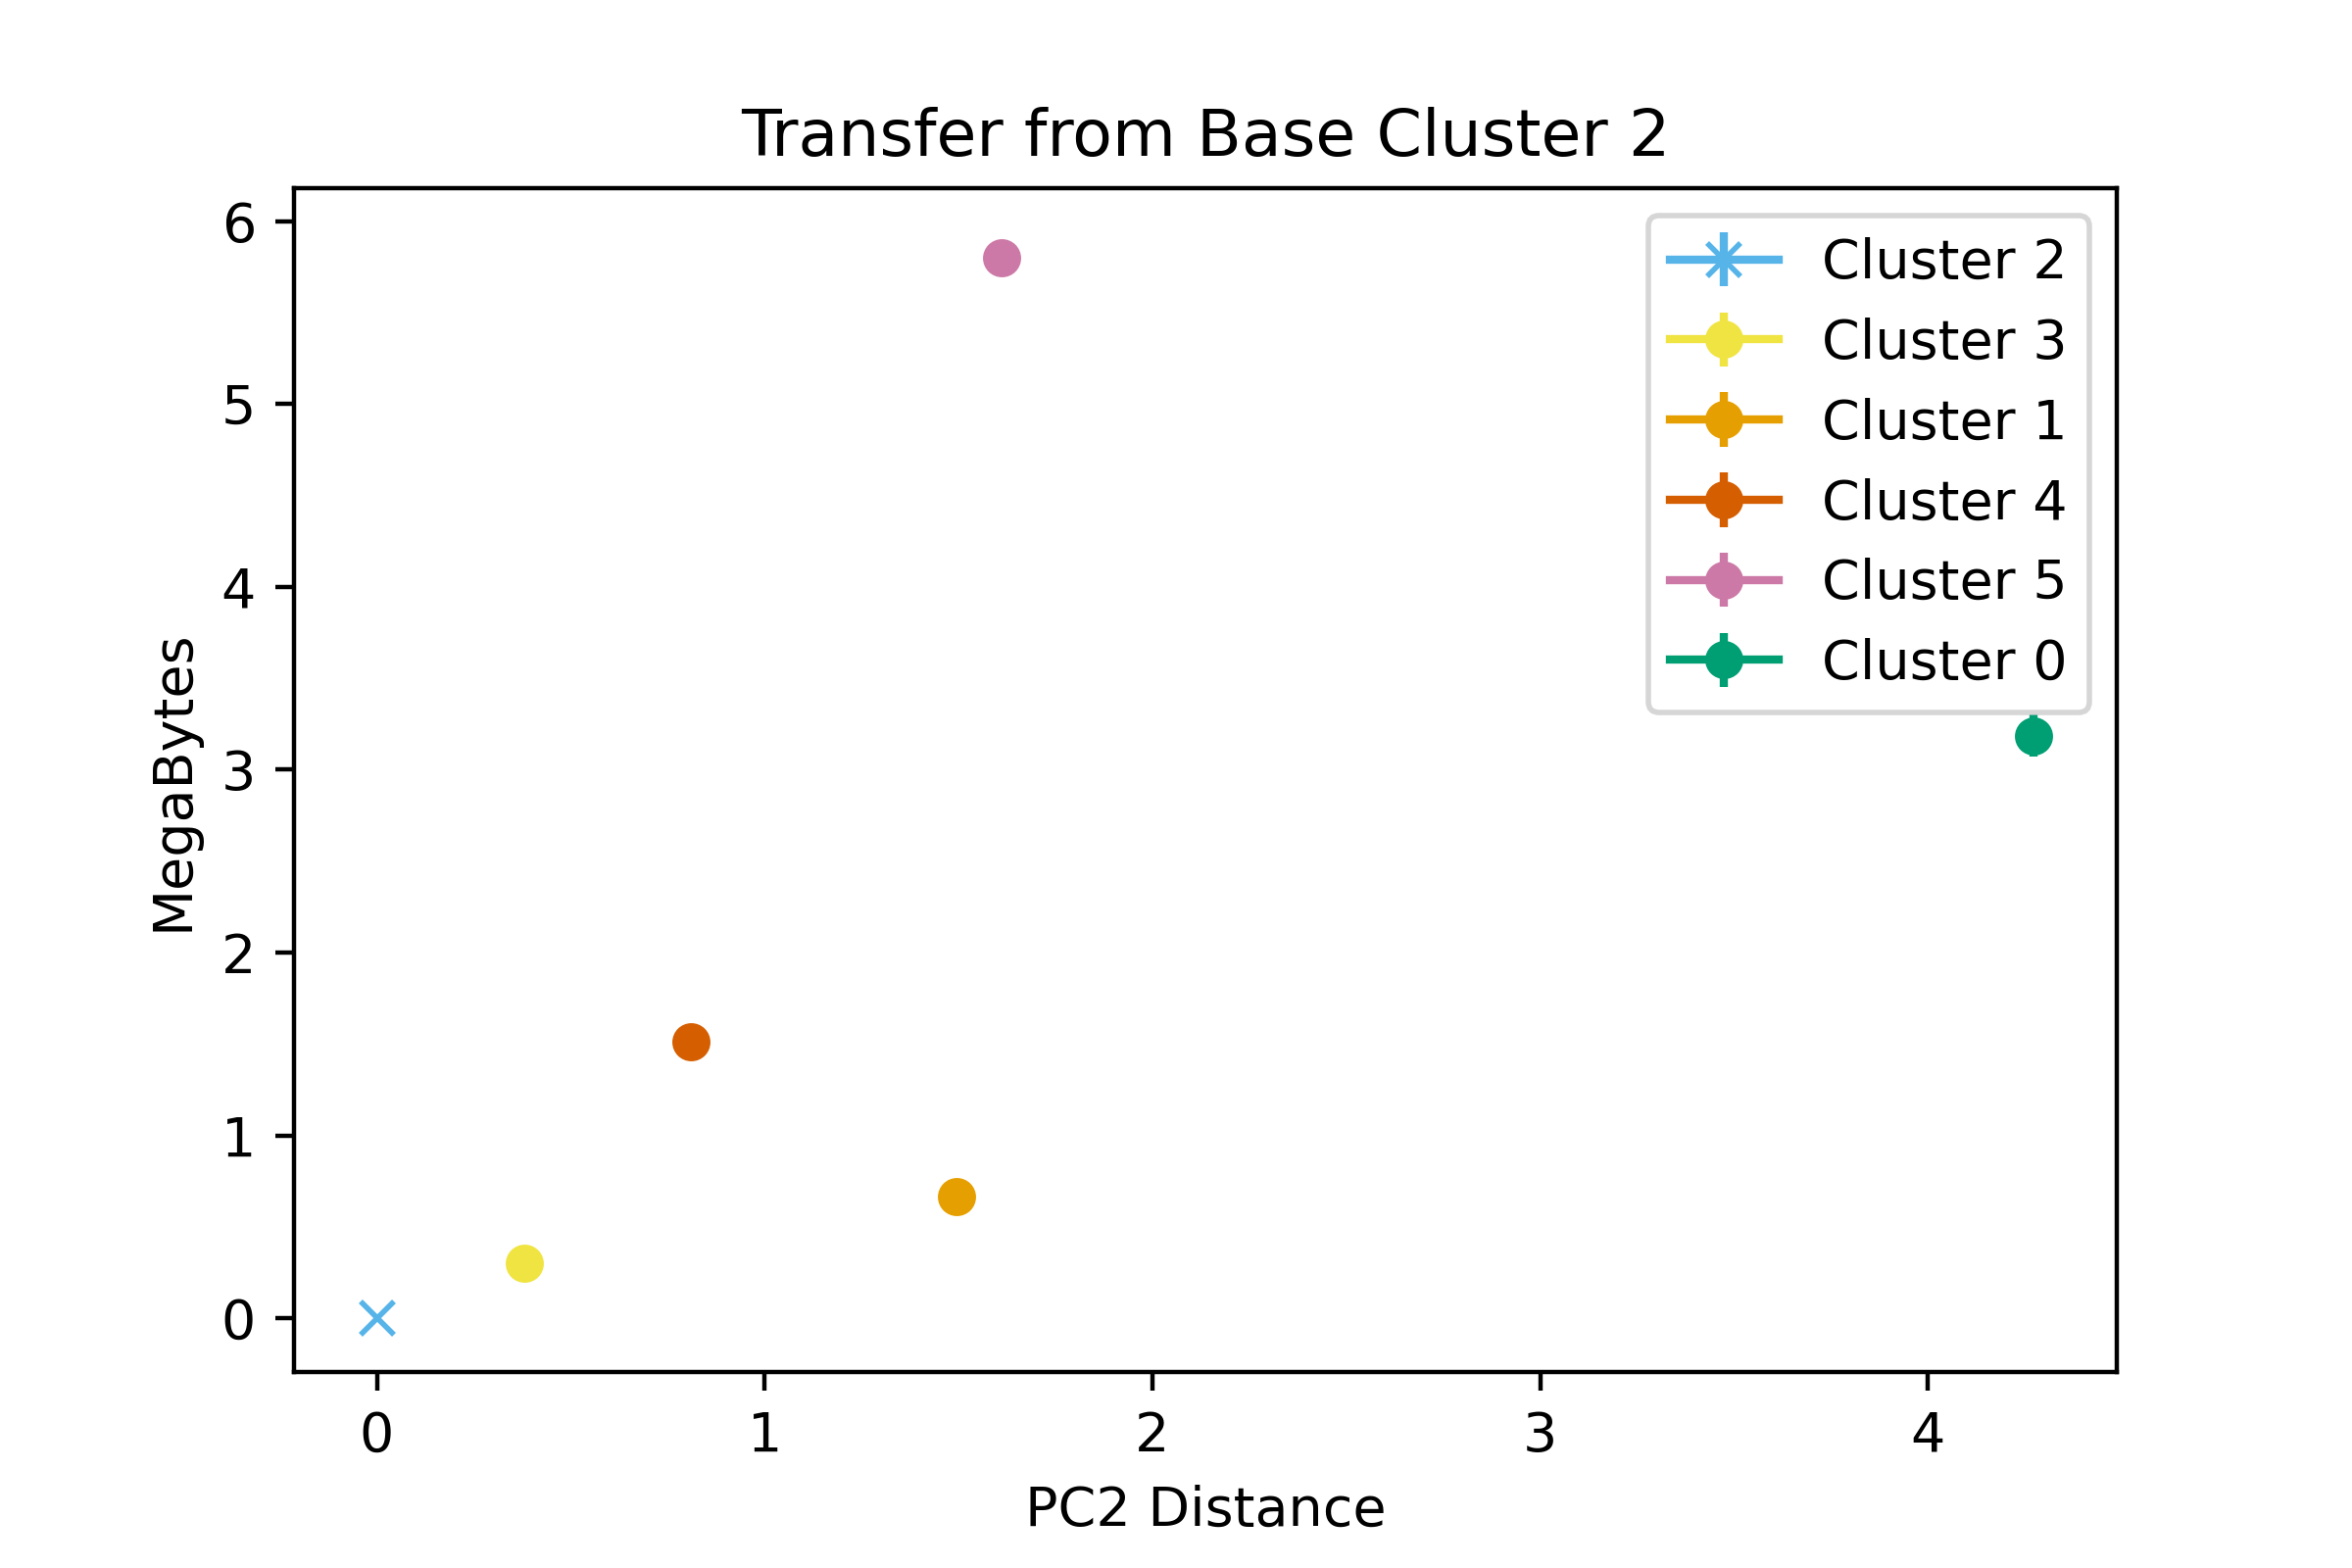 Transfer from Base Cluster 2
6
5
4
3
2
1
0
MegaBytes
Cluster 2
Cluster 3
Cluster 1
Cluster 4
Cluster 5
Cluster 0
0 1 2 3 4
PC2 Distance